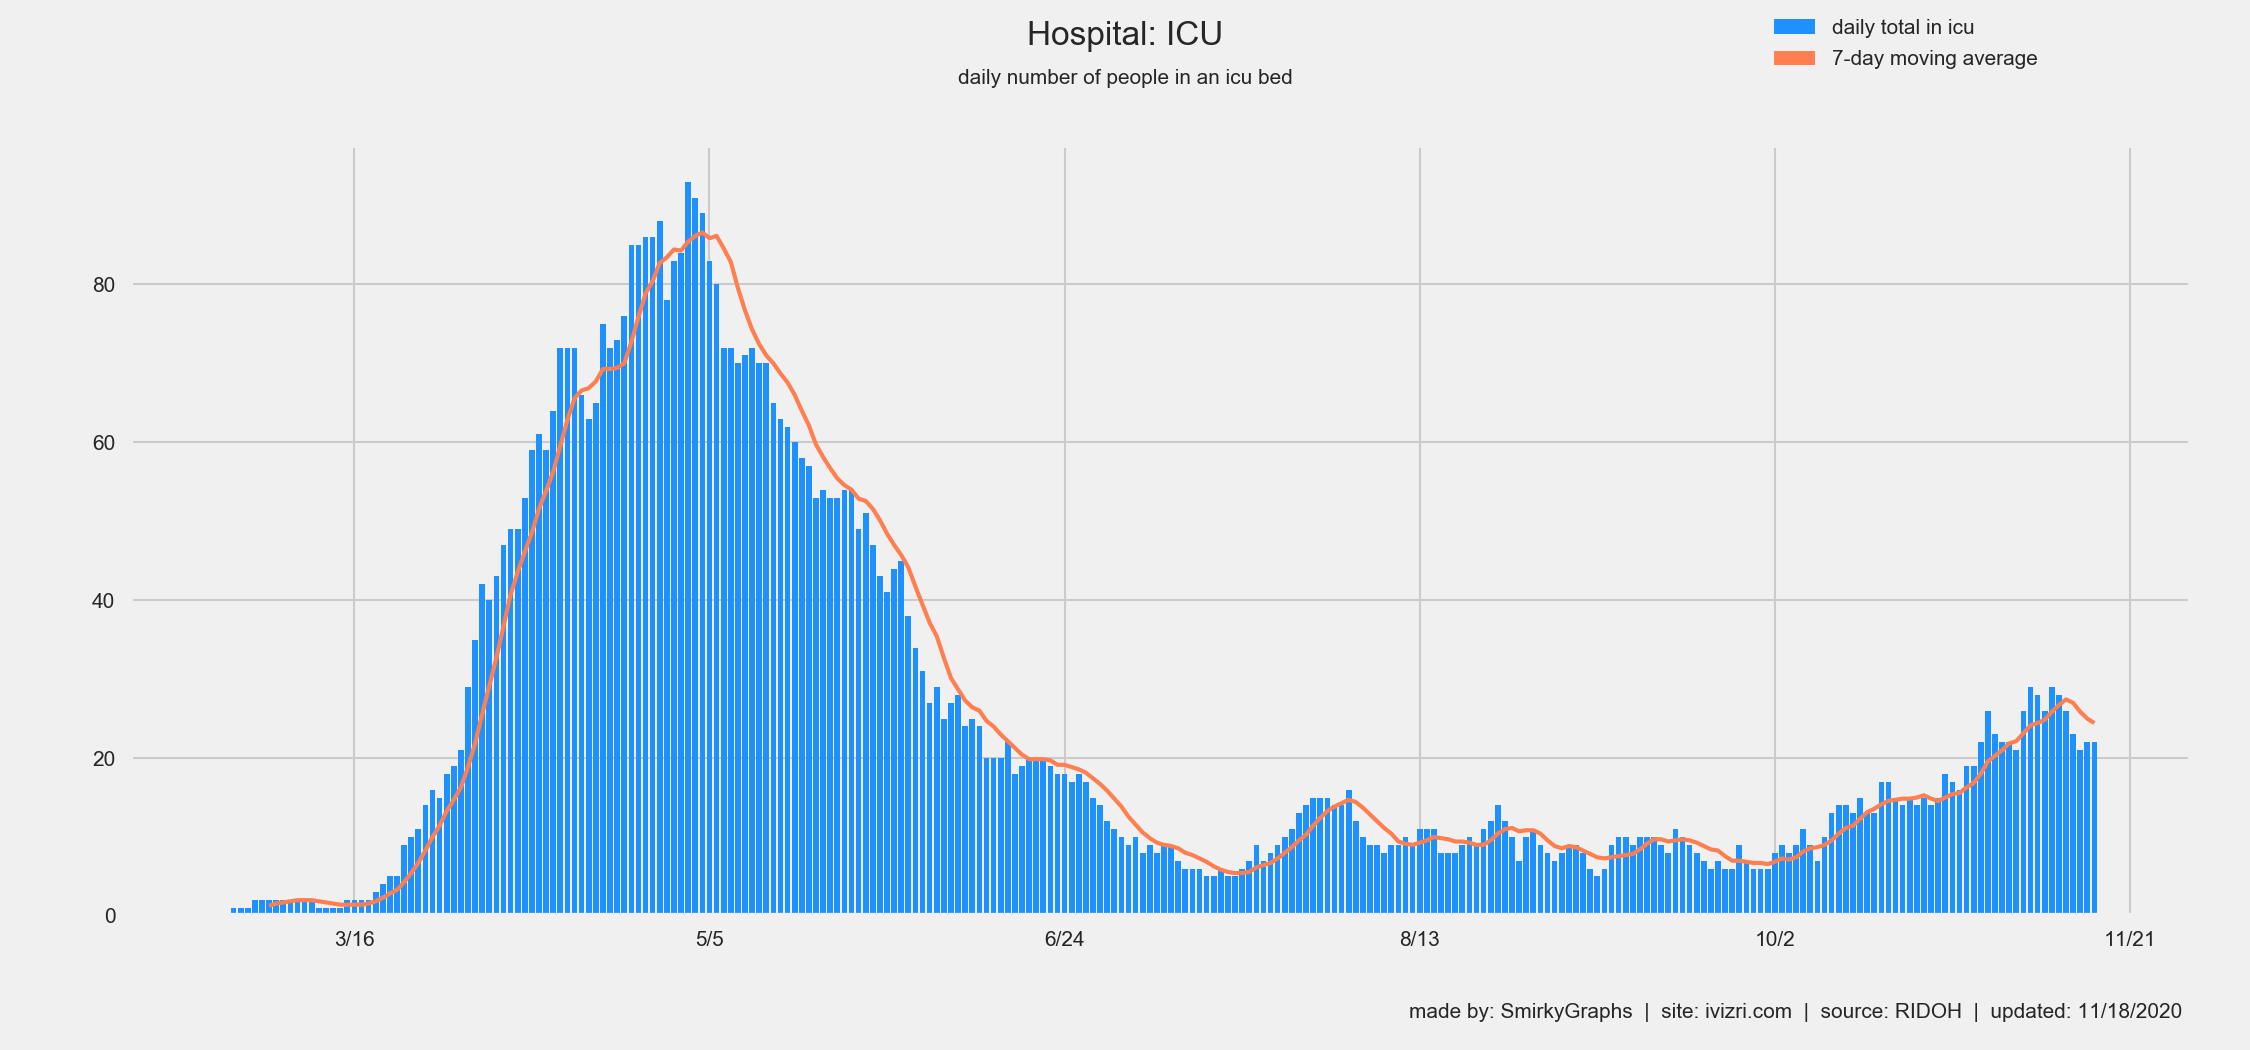 Hospital: ICU
daily number of people in an icu bed
daily total in icu
7-day moving average
80
60
40
20
0
3/16 5/5 6/24 8/13 10/2 11/21
made by: SmirkyGraphs | site: ivizri.com | source: RIDOH | updated: 11/18/2020